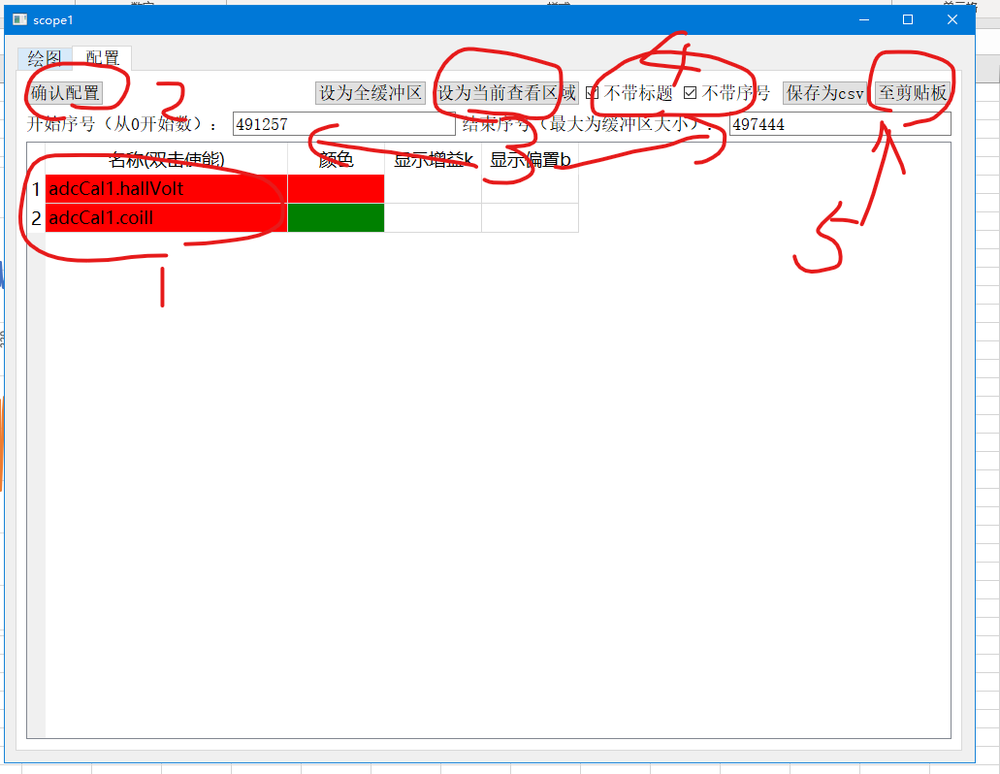 scope1
绘图 配置
确认配置 2 设为全缓冲区 设为当前查看区域 不带标题 4 不带序号 保存为csv 至剪贴板
开始序号（从0开始数）： 491257 结束序号（最大为缓冲区大小）： 497444
名称(双击使能) 颜色 显示增益k 3 显示偏置b
1 adcCal1.hallVolt
2 adcCal1.coilI
1 5